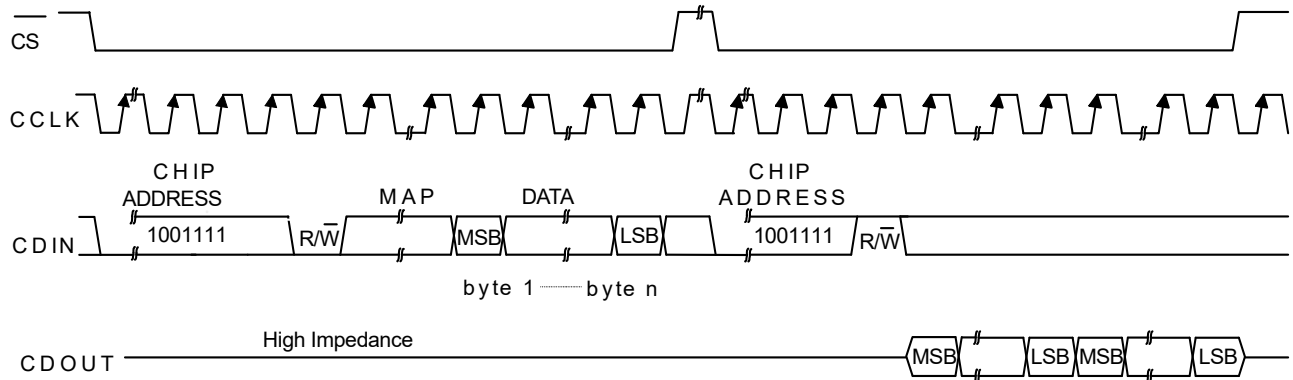 CS
CCLK
CHIP
ADDRESS
MAP
DATA
CHIP
ADDRESS
CDIN
1001111
R/W
MSB
LSB
1001111
R/W
byte 1 byte n
High Impedance
CDOUT
MSB
LSB
MSB
LSB